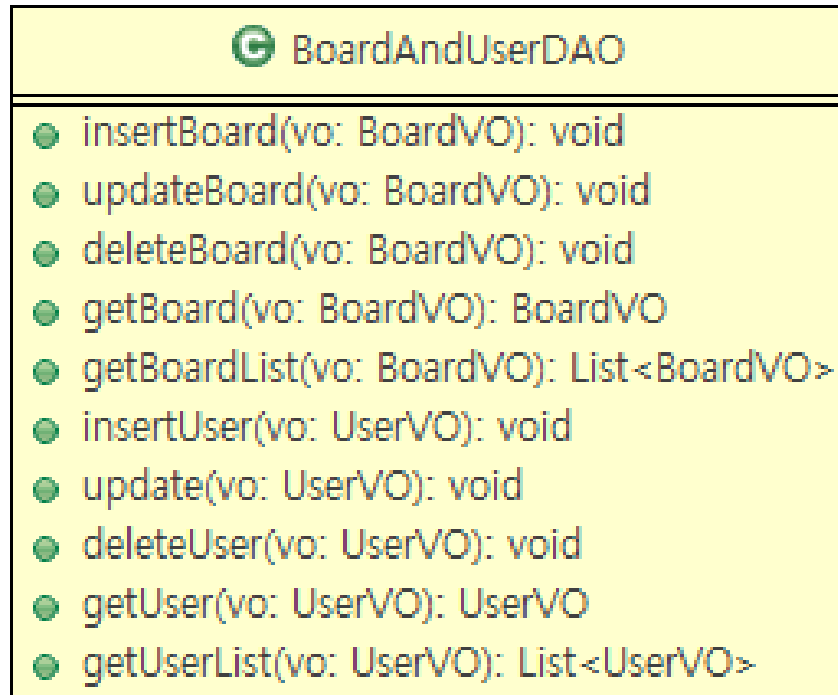 C BoardAndUserDAO
insertBoard(vo: BoardVO): void
updateBoard(vo: BoardVO): void
deleteBoard(vo: BoardVO): void
getBoard(vo: BoardVO): BoardVO
getBoardList(vo: BoardVO): List<BoardVO>
insertUser(vo: UserVO): void
update(vo: UserVO): void
deleteUser(vo: UserVO): void
getUser(vo: UserVO): UserVO
getUserList(vo: UserVO): List<UserVO>